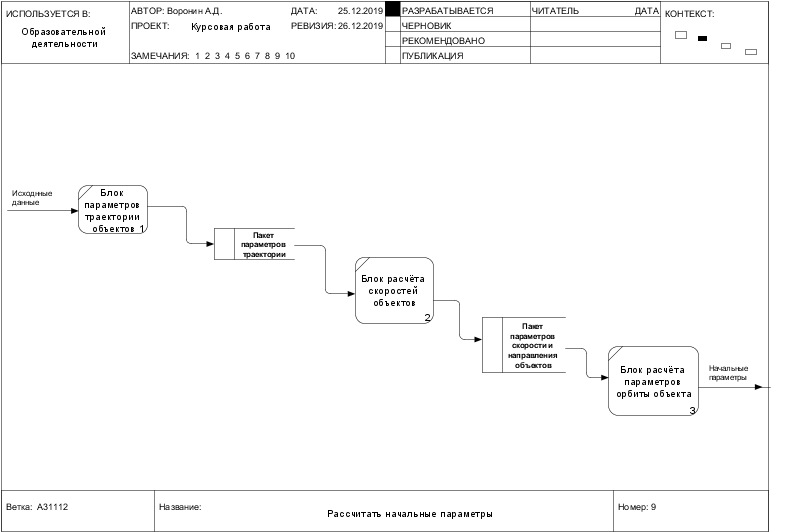 ИСПОЛЬЗУЕТСЯ В:
Образовательной
деятельности
АВТОР: Воронин А.Д.
ДАТА: 25.12.2019
ПРОЕКТ: Курсовая работа
РЕВИЗИЯ: 26.12.2019
ЗАМЕЧАНИЯ: 1 2 3 4 5 6 7 8 9 10
РАЗРАБАТЫВАЕТСЯ
ЧЕРНОВИК
РЕКОМЕНДОВАНО
ПУБЛИКАЦИЯ
ЧИТАТЕЛЬ ДАТА
КОНТЕКСТ:
Исходнные
данные
Блок
параметров
траектории
объектов 1
Пакет
параметров
траектории
Блок расчёта
скоростей
объектов
2
Пакет
параметров
скорости и
направления
объектов
Блок расчёта
параметров
орбиты объекта
3
Начальные
параметры
Ветка: A31112
Название:
Рассчитать начальные параметры
Номер: 9